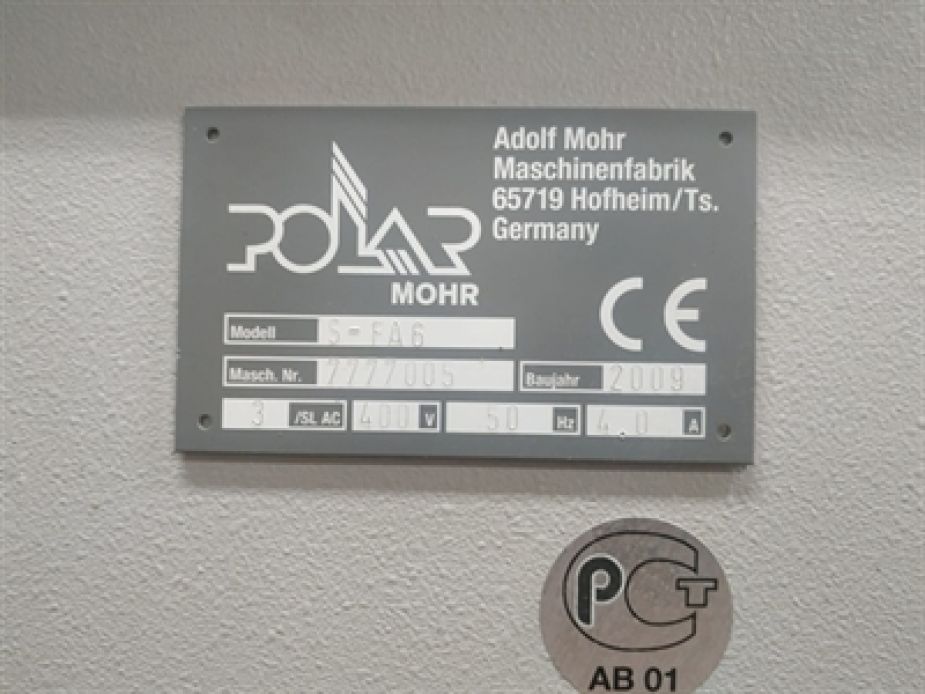 POLAR
MOHR
Adolf Mohr
Maschinenfabrik
65719 Hofheim/Ts.
Germany
CE
Modell S-FA6
Masch. Nr. 7777005
Baujahr 2009
3 /SL AC 400 V 50 Hz 4.0 A
PCT
AB 01